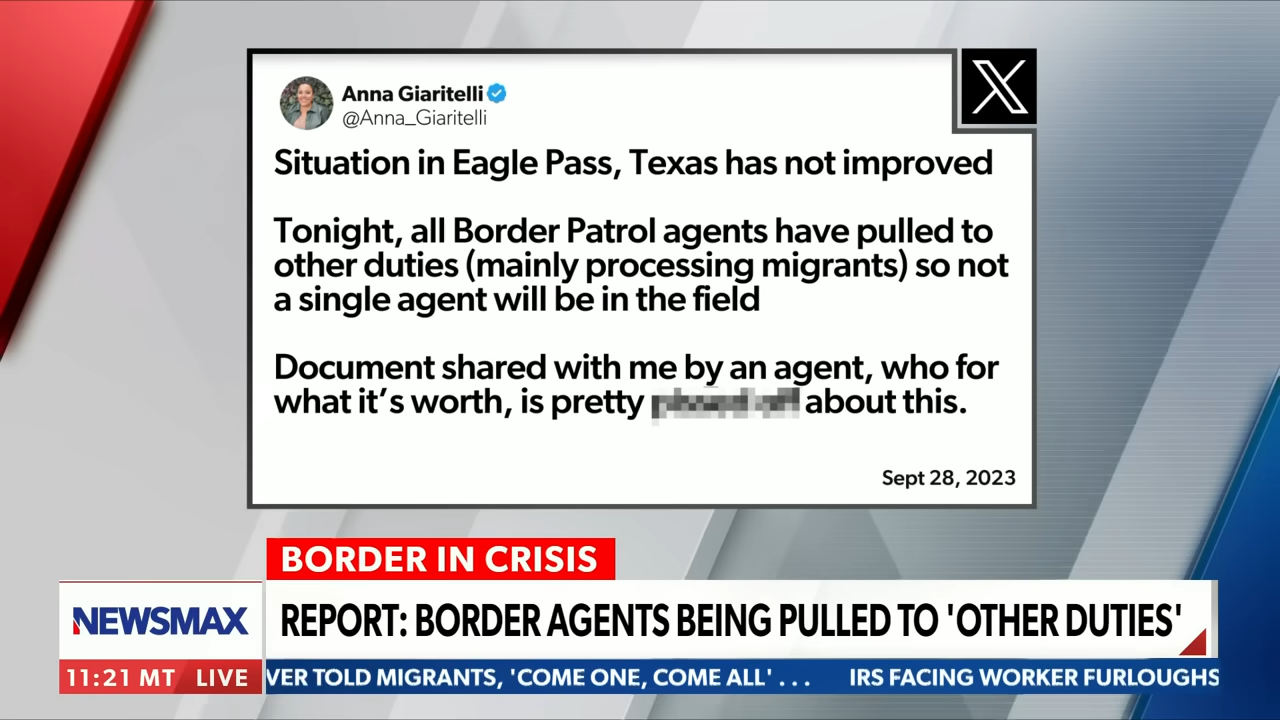 Anna Giaritelli
@Anna_Giaritelli
X
Situation in Eagle Pass, Texas has not improved
Tonight, all Border Patrol agents have pulled to
other duties (mainly processing migrants) so not
a single agent will be in the field
Document shared with me by an agent, who for
what it's worth, is pretty about this.
Sept 28, 2023
BORDER IN CRISIS
NEWSMAX
REPORT: BORDER AGENTS BEING PULLED TO 'OTHER DUTIES'
11:21 MT LIVE
VER TOLD MIGRANTS, 'COME ONE, COME ALL' . . . IRS FACING WORKER FURLOUGHS